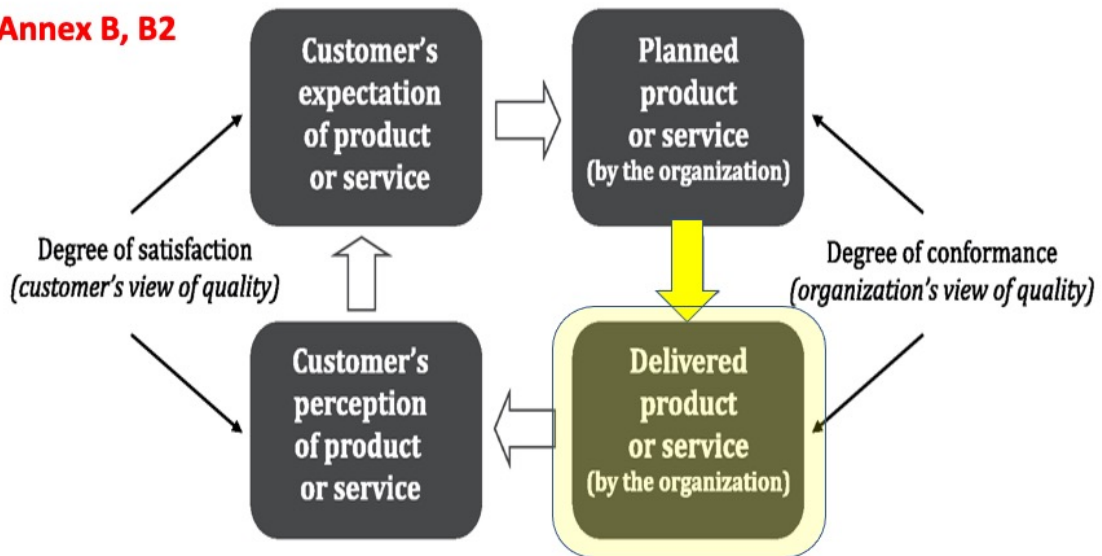 Annex B, B2
Customer's
expectation
of product
or service
Planned
product
or service
(by the organization)
Degree of satisfaction
(customer's view of quality)
Degree of conformance
(organization's view of quality)
Customer's
perception
of product
or service
Delivered
product
or service
(by the organization)